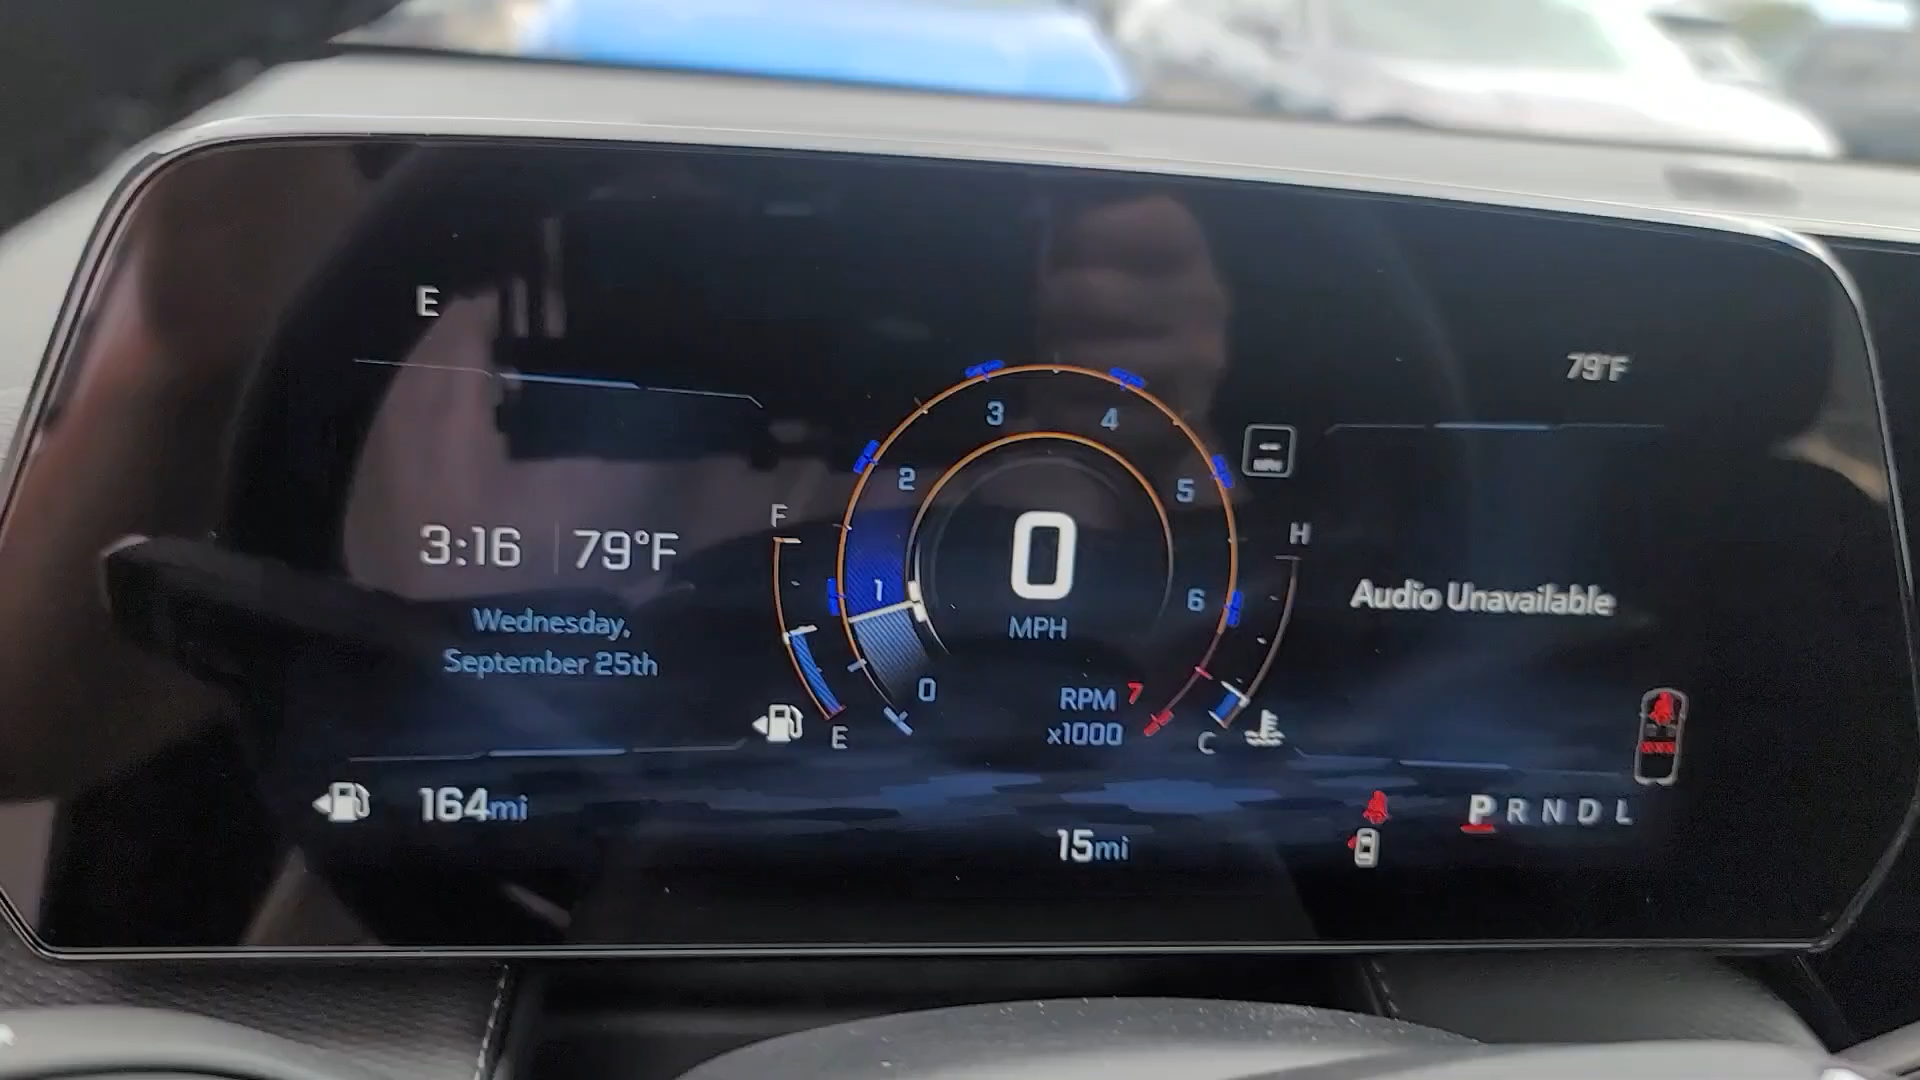 E
79°F
3 4
2 5
1 6
0 7
F
E
H
C
0
MPH
RPM
x1000
3:16 79°F
Wednesday,
September 25th
-- MPH
Audio Unavailable
164mi
15mi
P R N D L